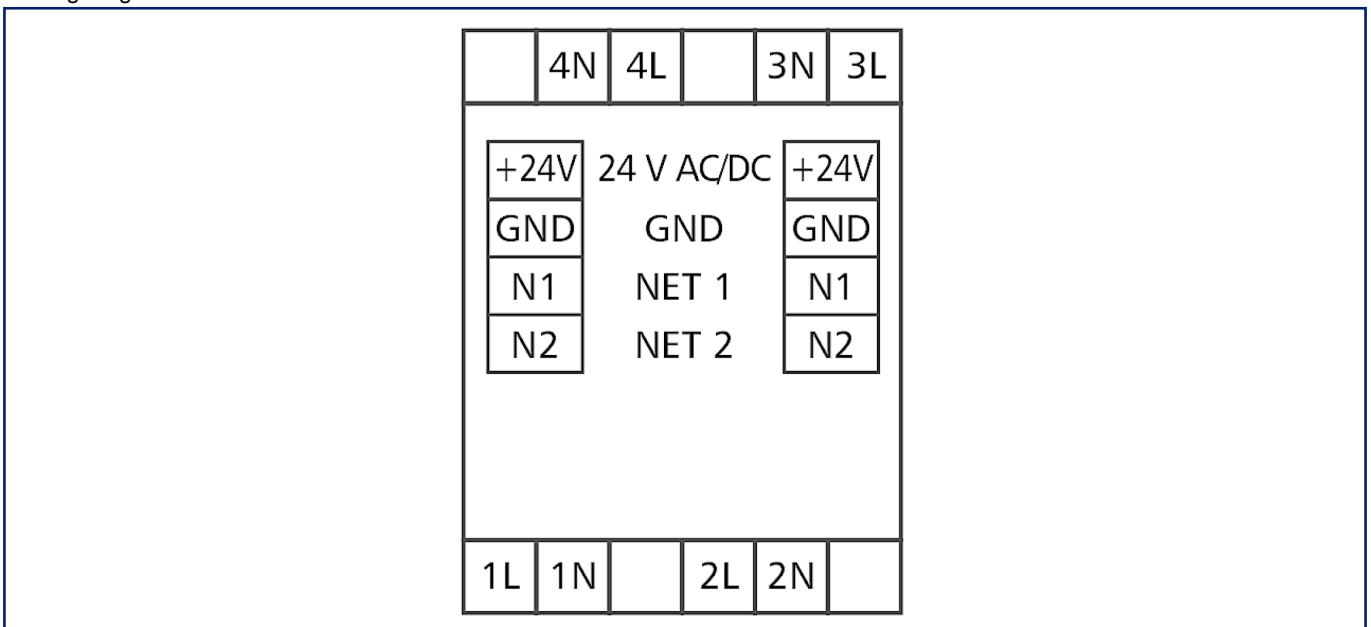 4N 4L 3N 3L
+24V 24 V AC/DC +24V
GND GND GND
N1 NET 1 N1
N2 NET 2 N2
1L 1N 2L 2N